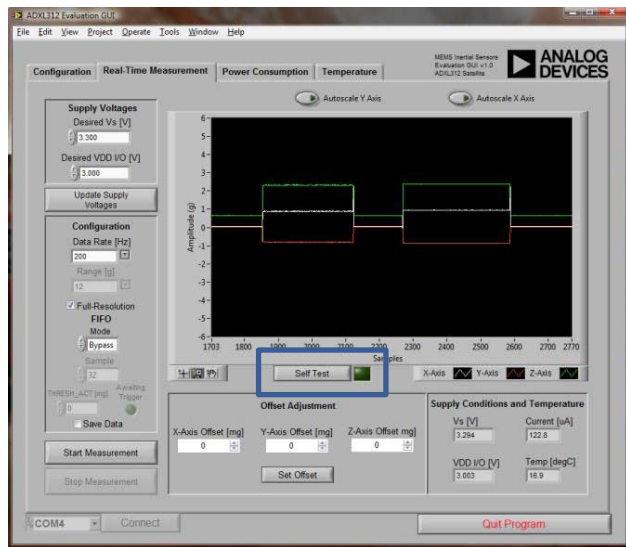 ADXL312 Evaluation GUI
File Edit View Project Operate Tools Window Help
MEMS Inertial Sensors
Evaluation GUI v1.0
ADXL312 Satellite
ANALOG
DEVICES
Configuration Real-Time Measurement Power Consumption Temperature
Autoscale Y Axis Autoscale X Axis
Supply Voltages
Desired Vs [V]
3.300
Desired VDD I/O [V]
3.000
Update Supply
Voltages
Configuration
Data Rate [Hz]
200
Range [g]
12
Full-Resolution
FIFO
Mode
Bypass
Sample
32
THRESH_ACT [mg] Awaiting
Trigger
0
Save Data
Start Measurement
Stop Measurement
Amplitude (g)
6
5
4
3
2
1
0
-1
-2
-3
-4
-5
-6
1703 1800 1900 2000 2100 2200 2300 2400 2500 2600 2700 2770
Samples
Self Test
X-Axis Y-Axis Z-Axis
Offset Adjustment
X-Axis Offset [mg] Y-Axis Offset [mg] Z-Axis Offset mg]
0 0 0
Set Offset
Supply Conditions and Temperature
Vs [V] Current [uA]
3.294 122.8
VDD I/O [V] Temp [degC]
3.003 16.9
COM4 Connect Quit Program